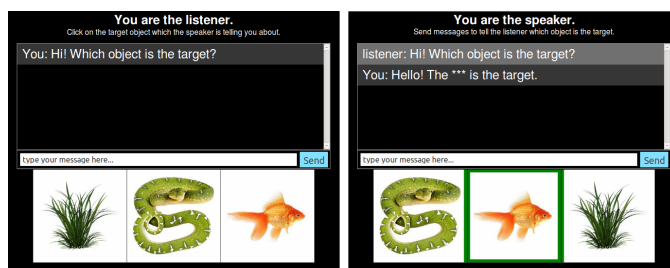 You are the listener.
Click on the target object which the speaker is telling you about.
You: Hi! Which object is the target?
type your message here...
Send
You are the speaker.
Send messages to tell the listener which object is the target.
listener: Hi! Which object is the target?
You: Hello! The *** is the target.
type your message here...
Send